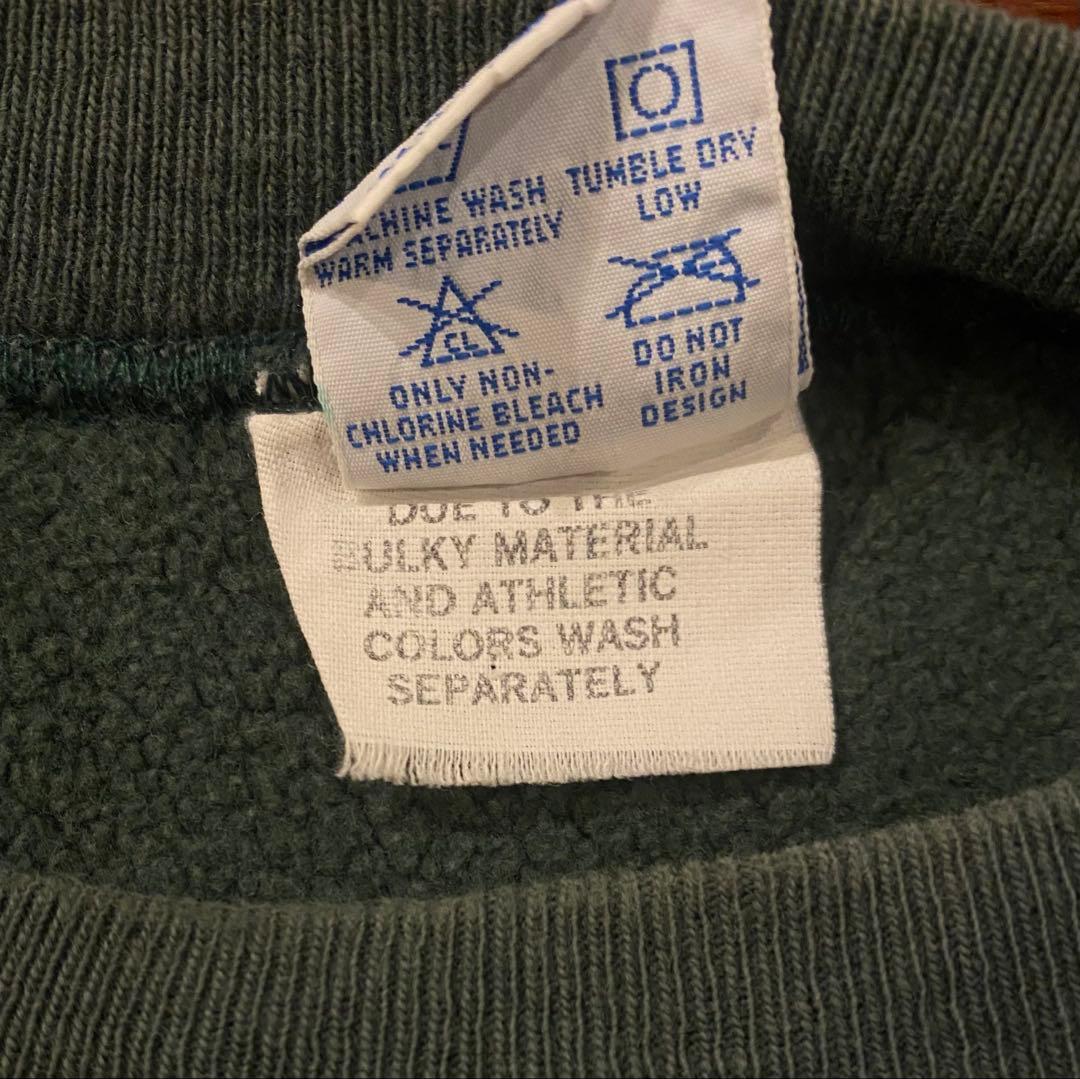 MACHINE WASH
WARM SEPARATELY
TUMBLE DRY
LOW
CL
ONLY NON-
CHLORINE BLEACH
WHEN NEEDED
DO NOT
IRON
DESIGN
DUE TO THE
BULKY MATERIAL
AND ATHLETIC
COLORS WASH
SEPARATELY